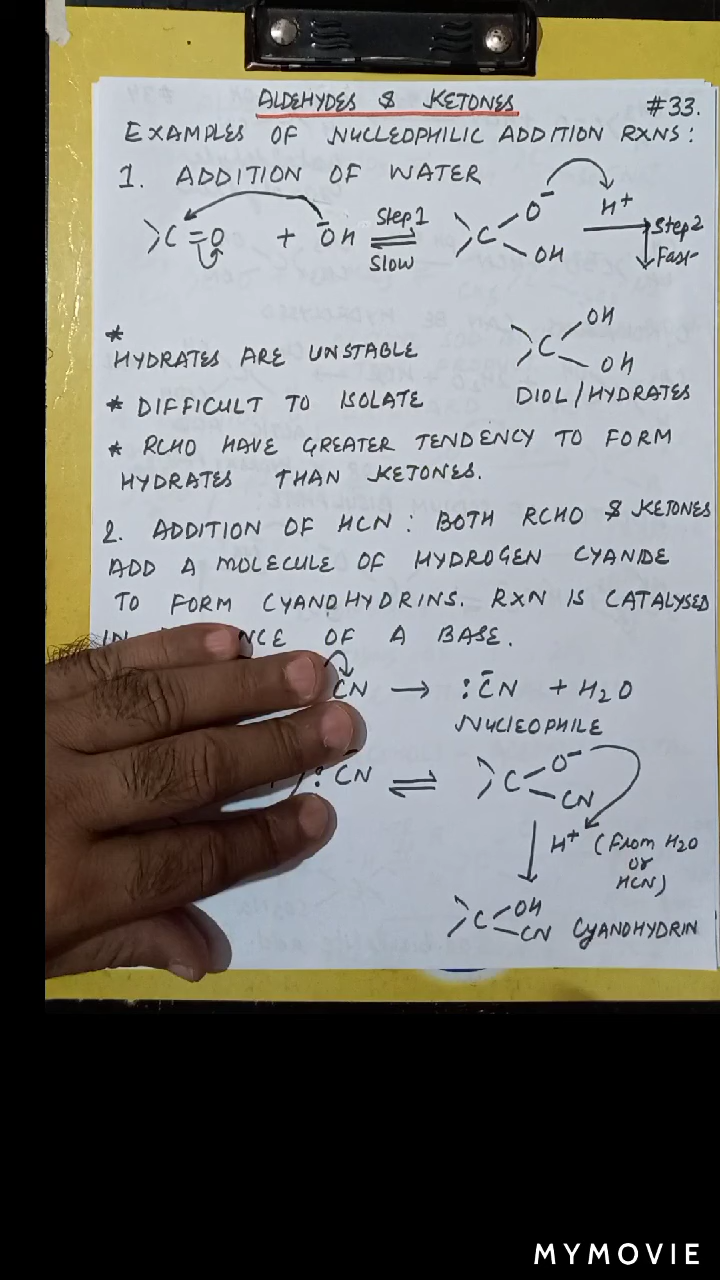 ALDEHYDES & KETONES #33.
EXAMPLES OF NUCLEOPHILIC ADDITION RXNS:
1. ADDITION OF WATER
>C=O + ŌH ⇌ Step 1 Slow >C–O⁻ –OH H⁺ → Step 2 ↓ Fast
* HYDRATES ARE UNSTABLE
>C–OH –OH
* DIFFICULT TO ISOLATE DIOL/HYDRATES
* RCHO HAVE GREATER TENDENCY TO FORM
HYDRATES THAN KETONES.
2. ADDITION OF HCN: BOTH RCHO & KETONES
ADD A MOLECULE OF HYDROGEN CYANIDE
TO FORM CYANOHYDRINS. RXN IS CATALYSED
IN NCE OF A BASE.
CN → :C̄N + H₂O
NUCLEOPHILE
:C̄N ⇌ >C–O⁻ –CN
↓ H⁺ (From H₂O
or
HCN)
>C–OH –CN CYANOHYDRIN
MYMOVIE